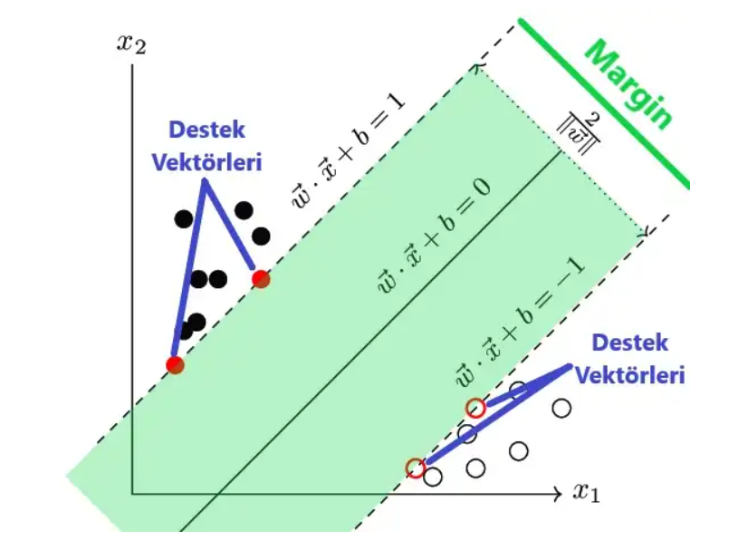 x₂
Margin
Destek
Vektörleri
w⃗ · x⃗ + b = 1
2
‖w⃗‖
w⃗ · x⃗ + b = 0
w⃗ · x⃗ + b = −1
Destek
Vektörleri
x₁